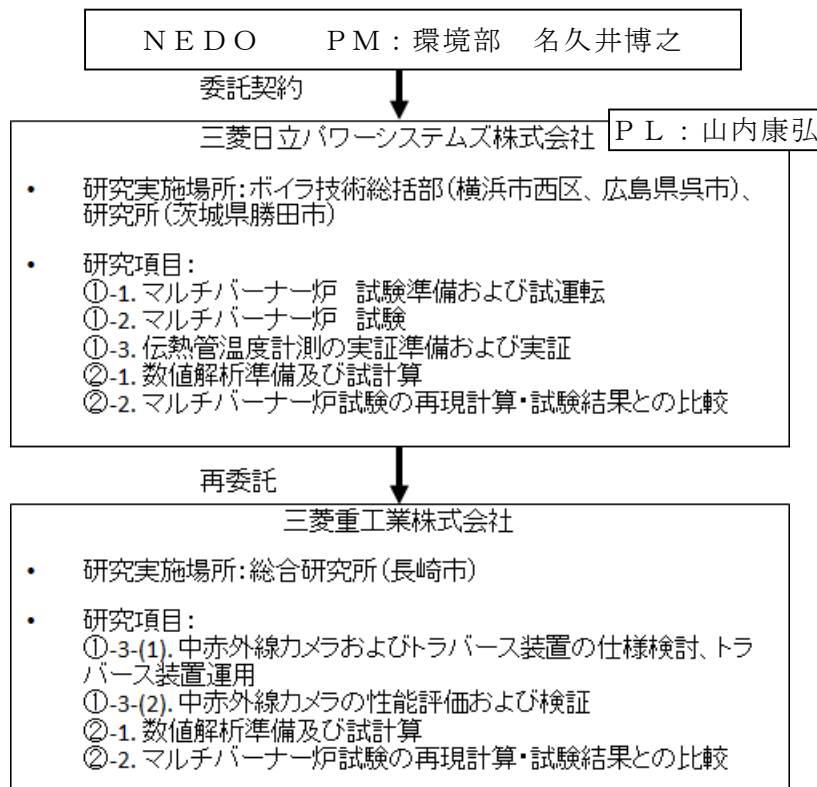 ＮＥＤＯ　　ＰＭ：環境部　名久井博之
委託契約
三菱日立パワーシステムズ株式会社
ＰＬ：山内康弘
• 研究実施場所：ボイラ技術総括部（横浜市西区、広島県呉市）、
研究所（茨城県勝田市）
• 研究項目：
①-1. マルチバーナー炉　試験準備および試運転
①-2. マルチバーナー炉　試験
①-3. 伝熱管温度計測の実証準備および実証
②-1. 数値解析準備及び試計算
②-2. マルチバーナー炉試験の再現計算・試験結果との比較
再委託
三菱重工業株式会社
• 研究実施場所：総合研究所（長崎市）
• 研究項目：
①-3-(1). 中赤外線カメラおよびトラバース装置の仕様検討、トラ
バース装置運用
①-3-(2). 中赤外線カメラの性能評価および検証
②-1. 数値解析準備及び試計算
②-2. マルチバーナー炉試験の再現計算・試験結果との比較